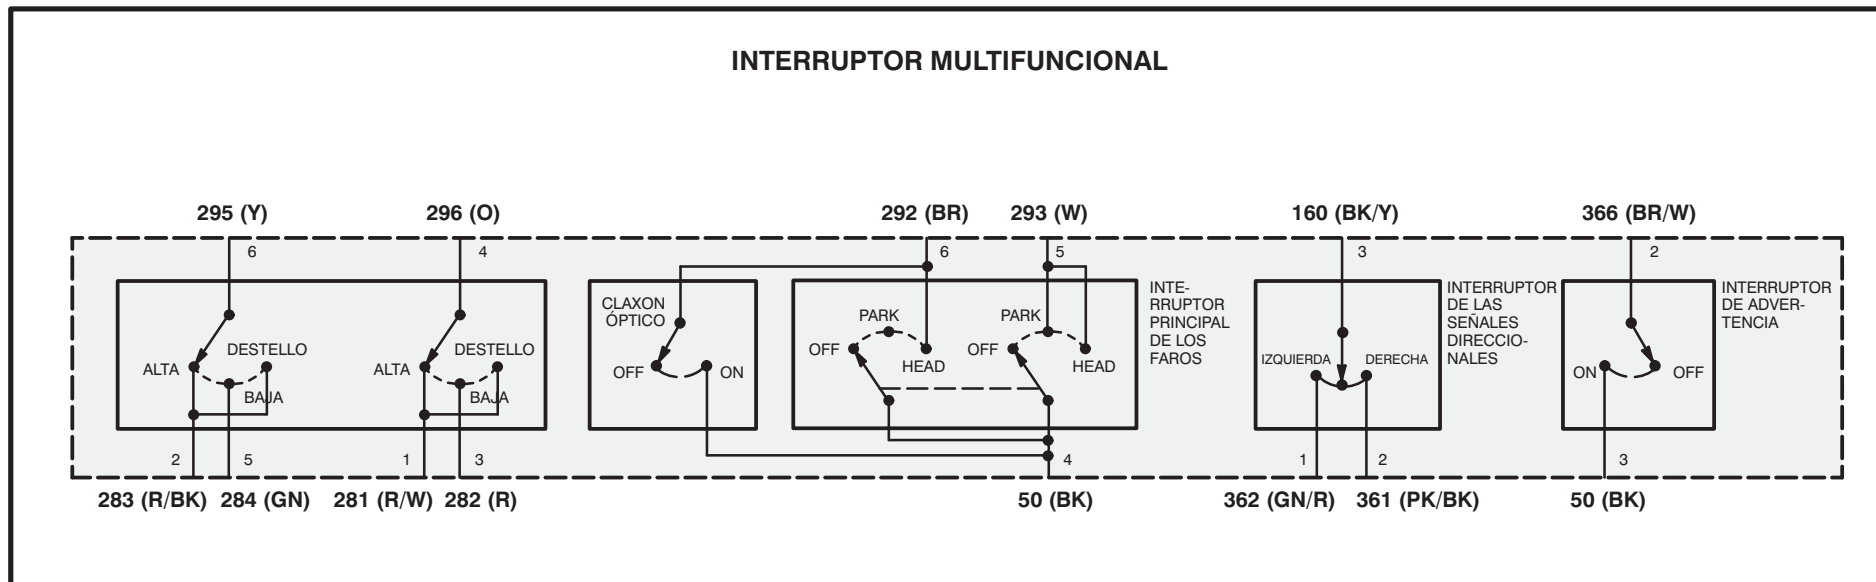 INTERRUPTOR MULTIFUNCIONAL
295 (Y)
296 (O)
292 (BR)
293 (W)
160 (BK/Y)
366 (BR/W)
6
4
6
5
3
2
ALTA
DESTELLO
BAJA
ALTA
DESTELLO
BAJA
CLAXON
ÓPTICO
OFF
ON
PARK
OFF
HEAD
PARK
OFF
HEAD
INTE-
RRUPTOR
PRINCIPAL
DE LOS
FAROS
IZQUIERDA
DERECHA
INTERRUPTOR
DE LAS
SEÑALES
DIRECCIO-
NALES
ON
OFF
INTERRUPTOR
DE ADVER-
TENCIA
2
5
1
3
4
1
2
3
283 (R/BK)
284 (GN)
281 (R/W)
282 (R)
50 (BK)
362 (GN/R)
361 (PK/BK)
50 (BK)